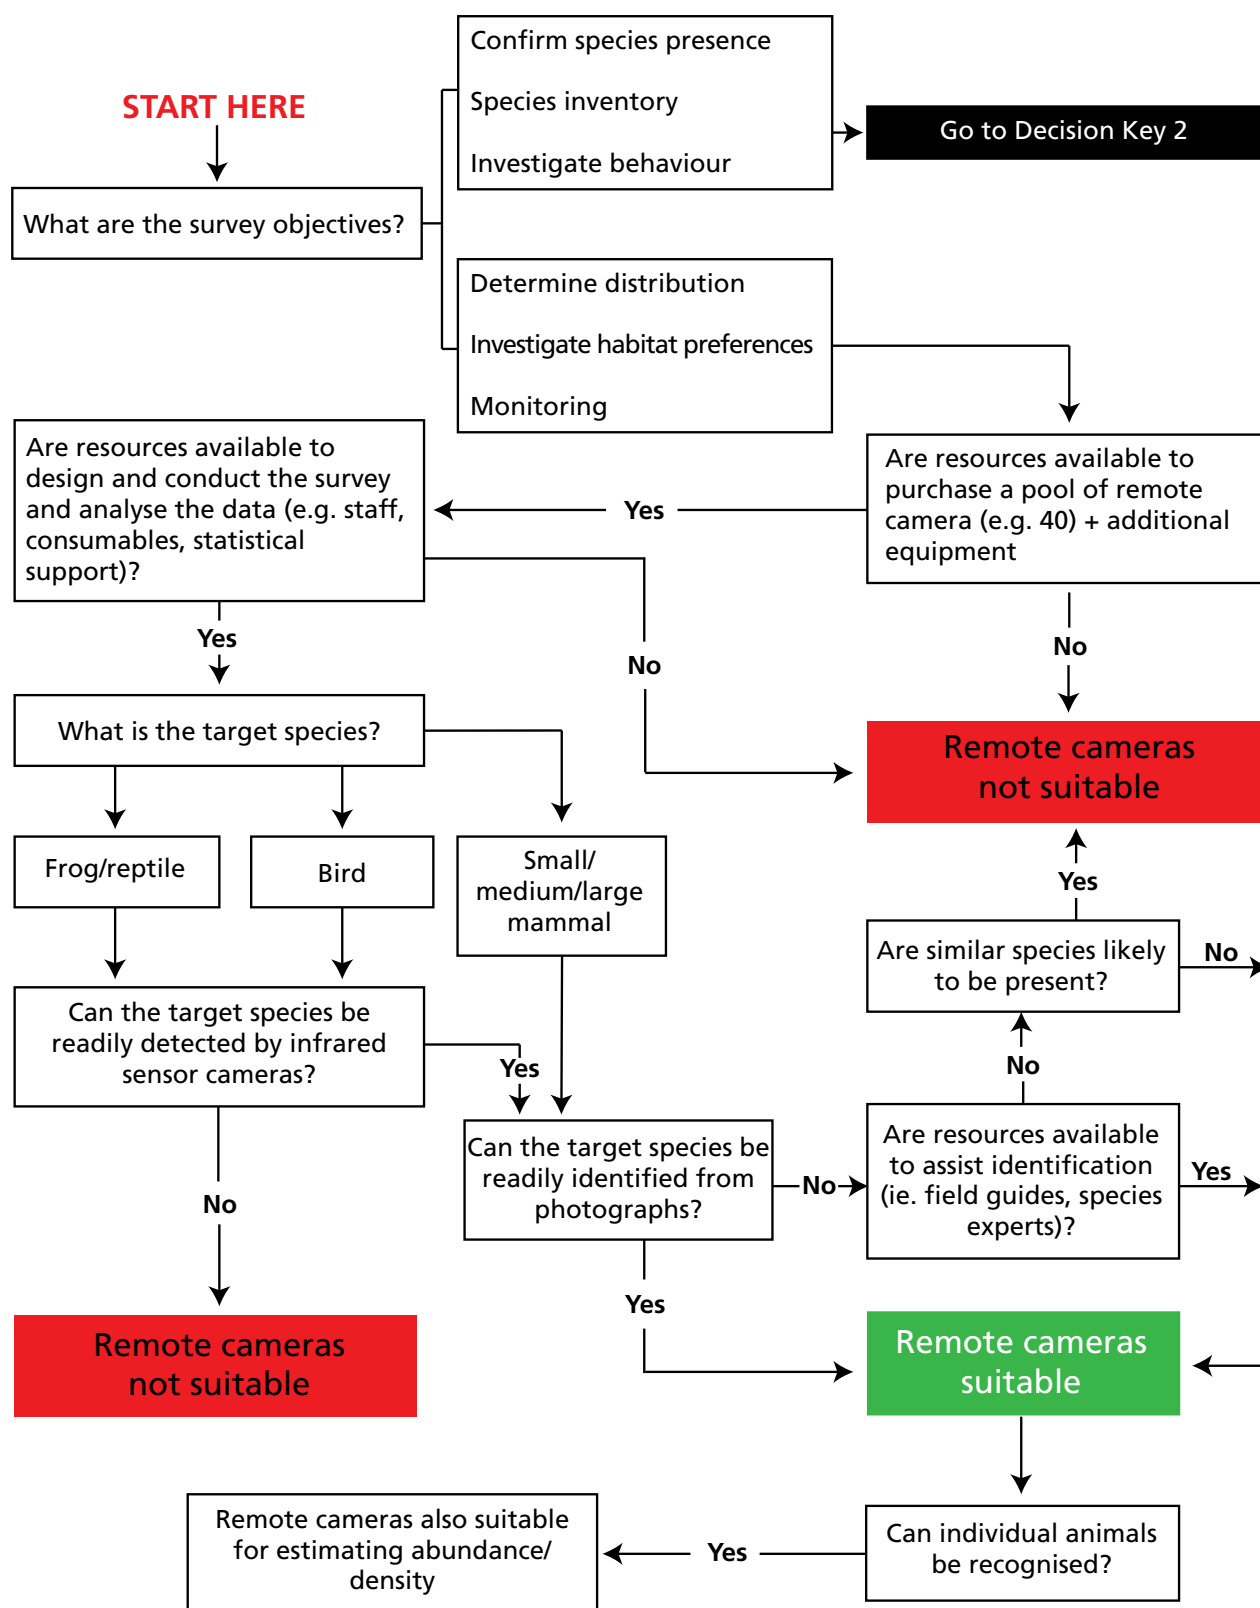 START HERE
What are the survey objectives?
Confirm species presence
Species inventory
Investigate behaviour
Go to Decision Key 2
Determine distribution
Investigate habitat preferences
Monitoring
Are resources available to
purchase a pool of remote
camera (e.g. 40) + additional
equipment
Yes
No
Are resources available to
design and conduct the survey
and analyse the data (e.g. staff,
consumables, statistical
support)?
Yes
No
Remote cameras
not suitable
What is the target species?
Frog/reptile
Bird
Small/
medium/large
mammal
Can the target species be
readily detected by infrared
sensor cameras?
Yes
No
Remote cameras
not suitable
Can the target species be
readily identified from
photographs?
No
Yes
Are resources available
to assist identification
(ie. field guides, species
experts)?
Yes
No
Are similar species likely
to be present?
Yes
No
Remote cameras
suitable
Can individual animals
be recognised?
Yes
Remote cameras also suitable
for estimating abundance/
density